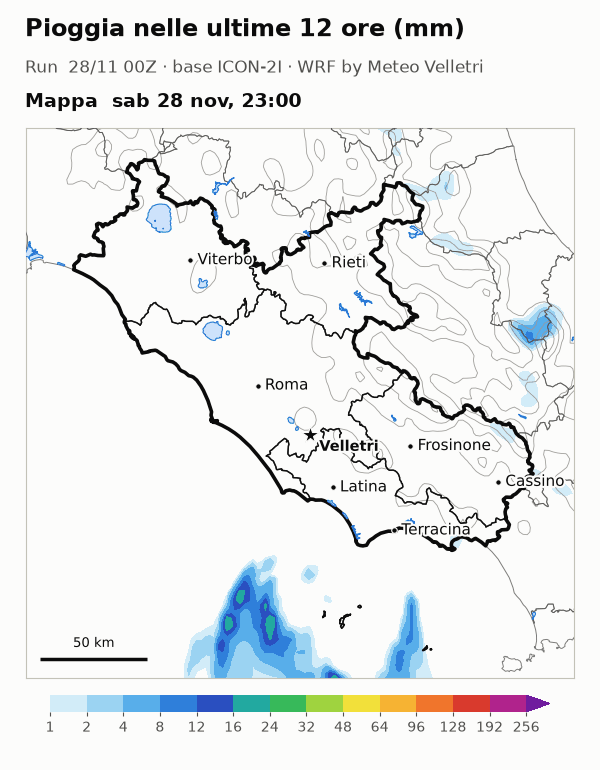 Pioggia nelle ultime 12 ore (mm)
Run 28/11 00Z · base ICON-2I · WRF by Meteo Velletri
Mappa sab 28 nov, 23:00
Viterbo
Rieti
Roma
Velletri
Frosinone
Latina
Cassino
Terracina
50 km
1 2 4 8 12 16 24 32 48 64 96 128 192 256